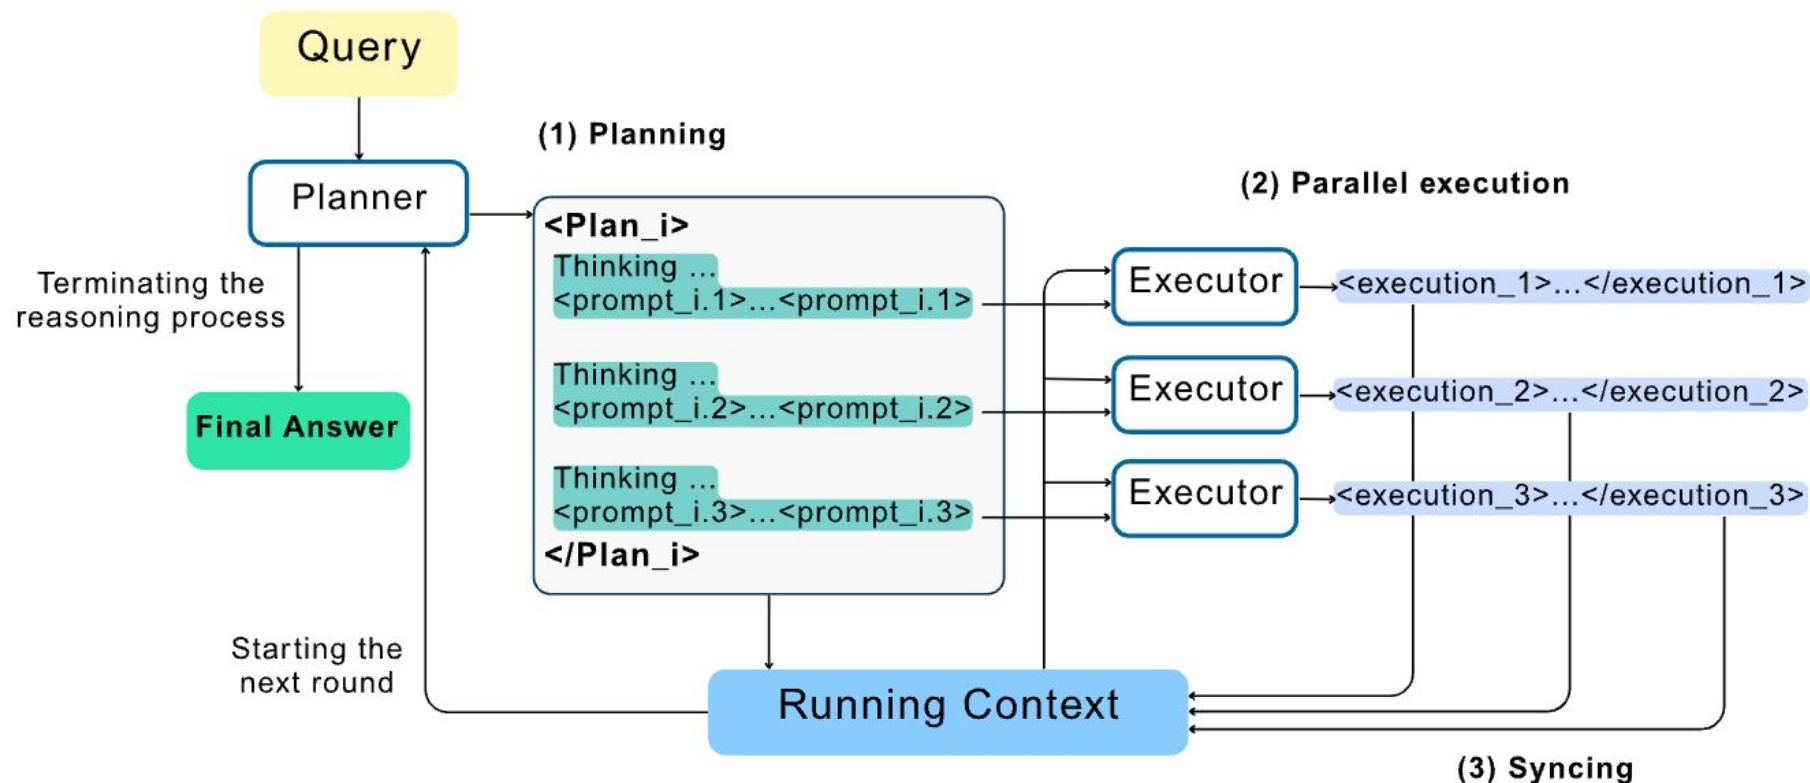 Query
(1) Planning
Planner
(2) Parallel execution
<Plan_i>
Thinking ...
<prompt_i.1>...<prompt_i.1>
Thinking ...
<prompt_i.2>...<prompt_i.2>
Thinking ...
<prompt_i.3>...<prompt_i.3>
</Plan_i>
Executor
<execution_1>...</execution_1>
Executor
<execution_2>...</execution_2>
Executor
<execution_3>...</execution_3>
Terminating the
reasoning process
Final Answer
Starting the
next round
Running Context
(3) Syncing